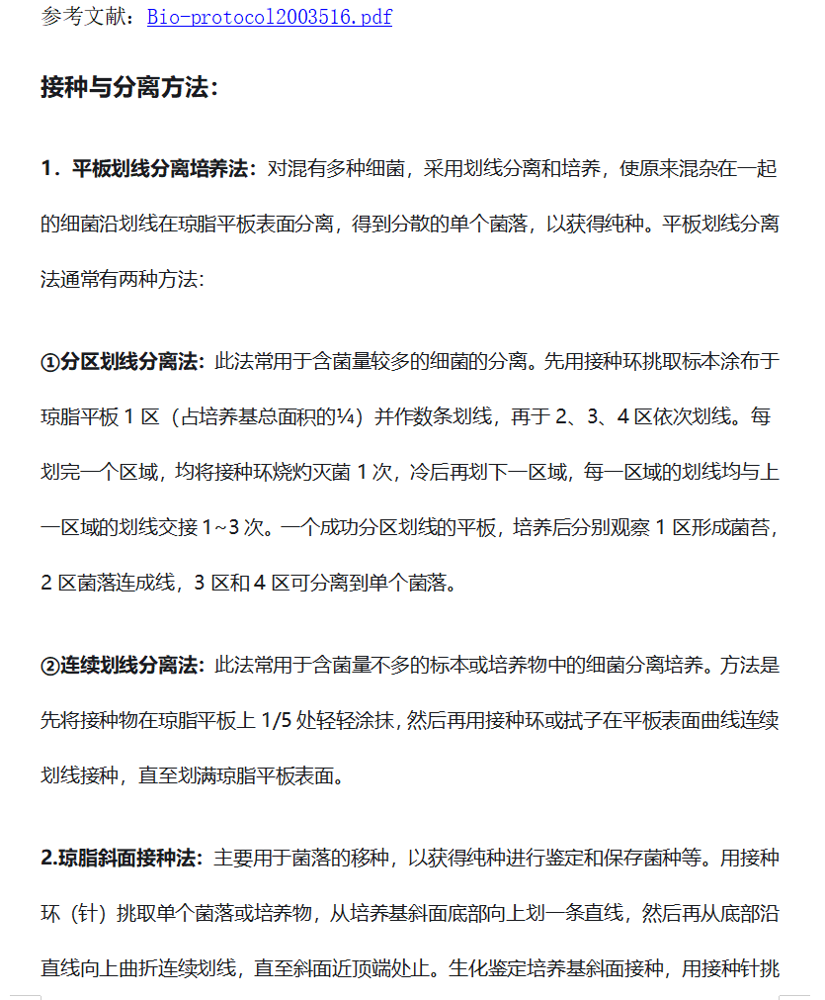 参考文献：Bio-protocol2003516.pdf
接种与分离方法：
1．平板划线分离培养法：对混有多种细菌，采用划线分离和培养，使原来混杂在一起
的细菌沿划线在琼脂平板表面分离，得到分散的单个菌落，以获得纯种。平板划线分离
法通常有两种方法：
①分区划线分离法：此法常用于含菌量较多的细菌的分离。先用接种环挑取标本涂布于
琼脂平板 1 区（占培养基总面积的¼）并作数条划线，再于 2、3、4 区依次划线。每
划完一个区域，均将接种环烧灼灭菌 1 次，冷后再划下一区域，每一区域的划线均与上
一区域的划线交接 1~3 次。一个成功分区划线的平板，培养后分别观察 1 区形成菌苔，
2 区菌落连成线，3 区和 4 区可分离到单个菌落。
②连续划线分离法：此法常用于含菌量不多的标本或培养物中的细菌分离培养。方法是
先将接种物在琼脂平板上 1/5 处轻轻涂抹，然后再用接种环或拭子在平板表面曲线连续
划线接种，直至划满琼脂平板表面。
2.琼脂斜面接种法：主要用于菌落的移种，以获得纯种进行鉴定和保存菌种等。用接种
环（针）挑取单个菌落或培养物，从培养基斜面底部向上划一条直线，然后再从底部沿
直线向上曲折连续划线，直至斜面近顶端处止。生化鉴定培养基斜面接种，用接种针挑